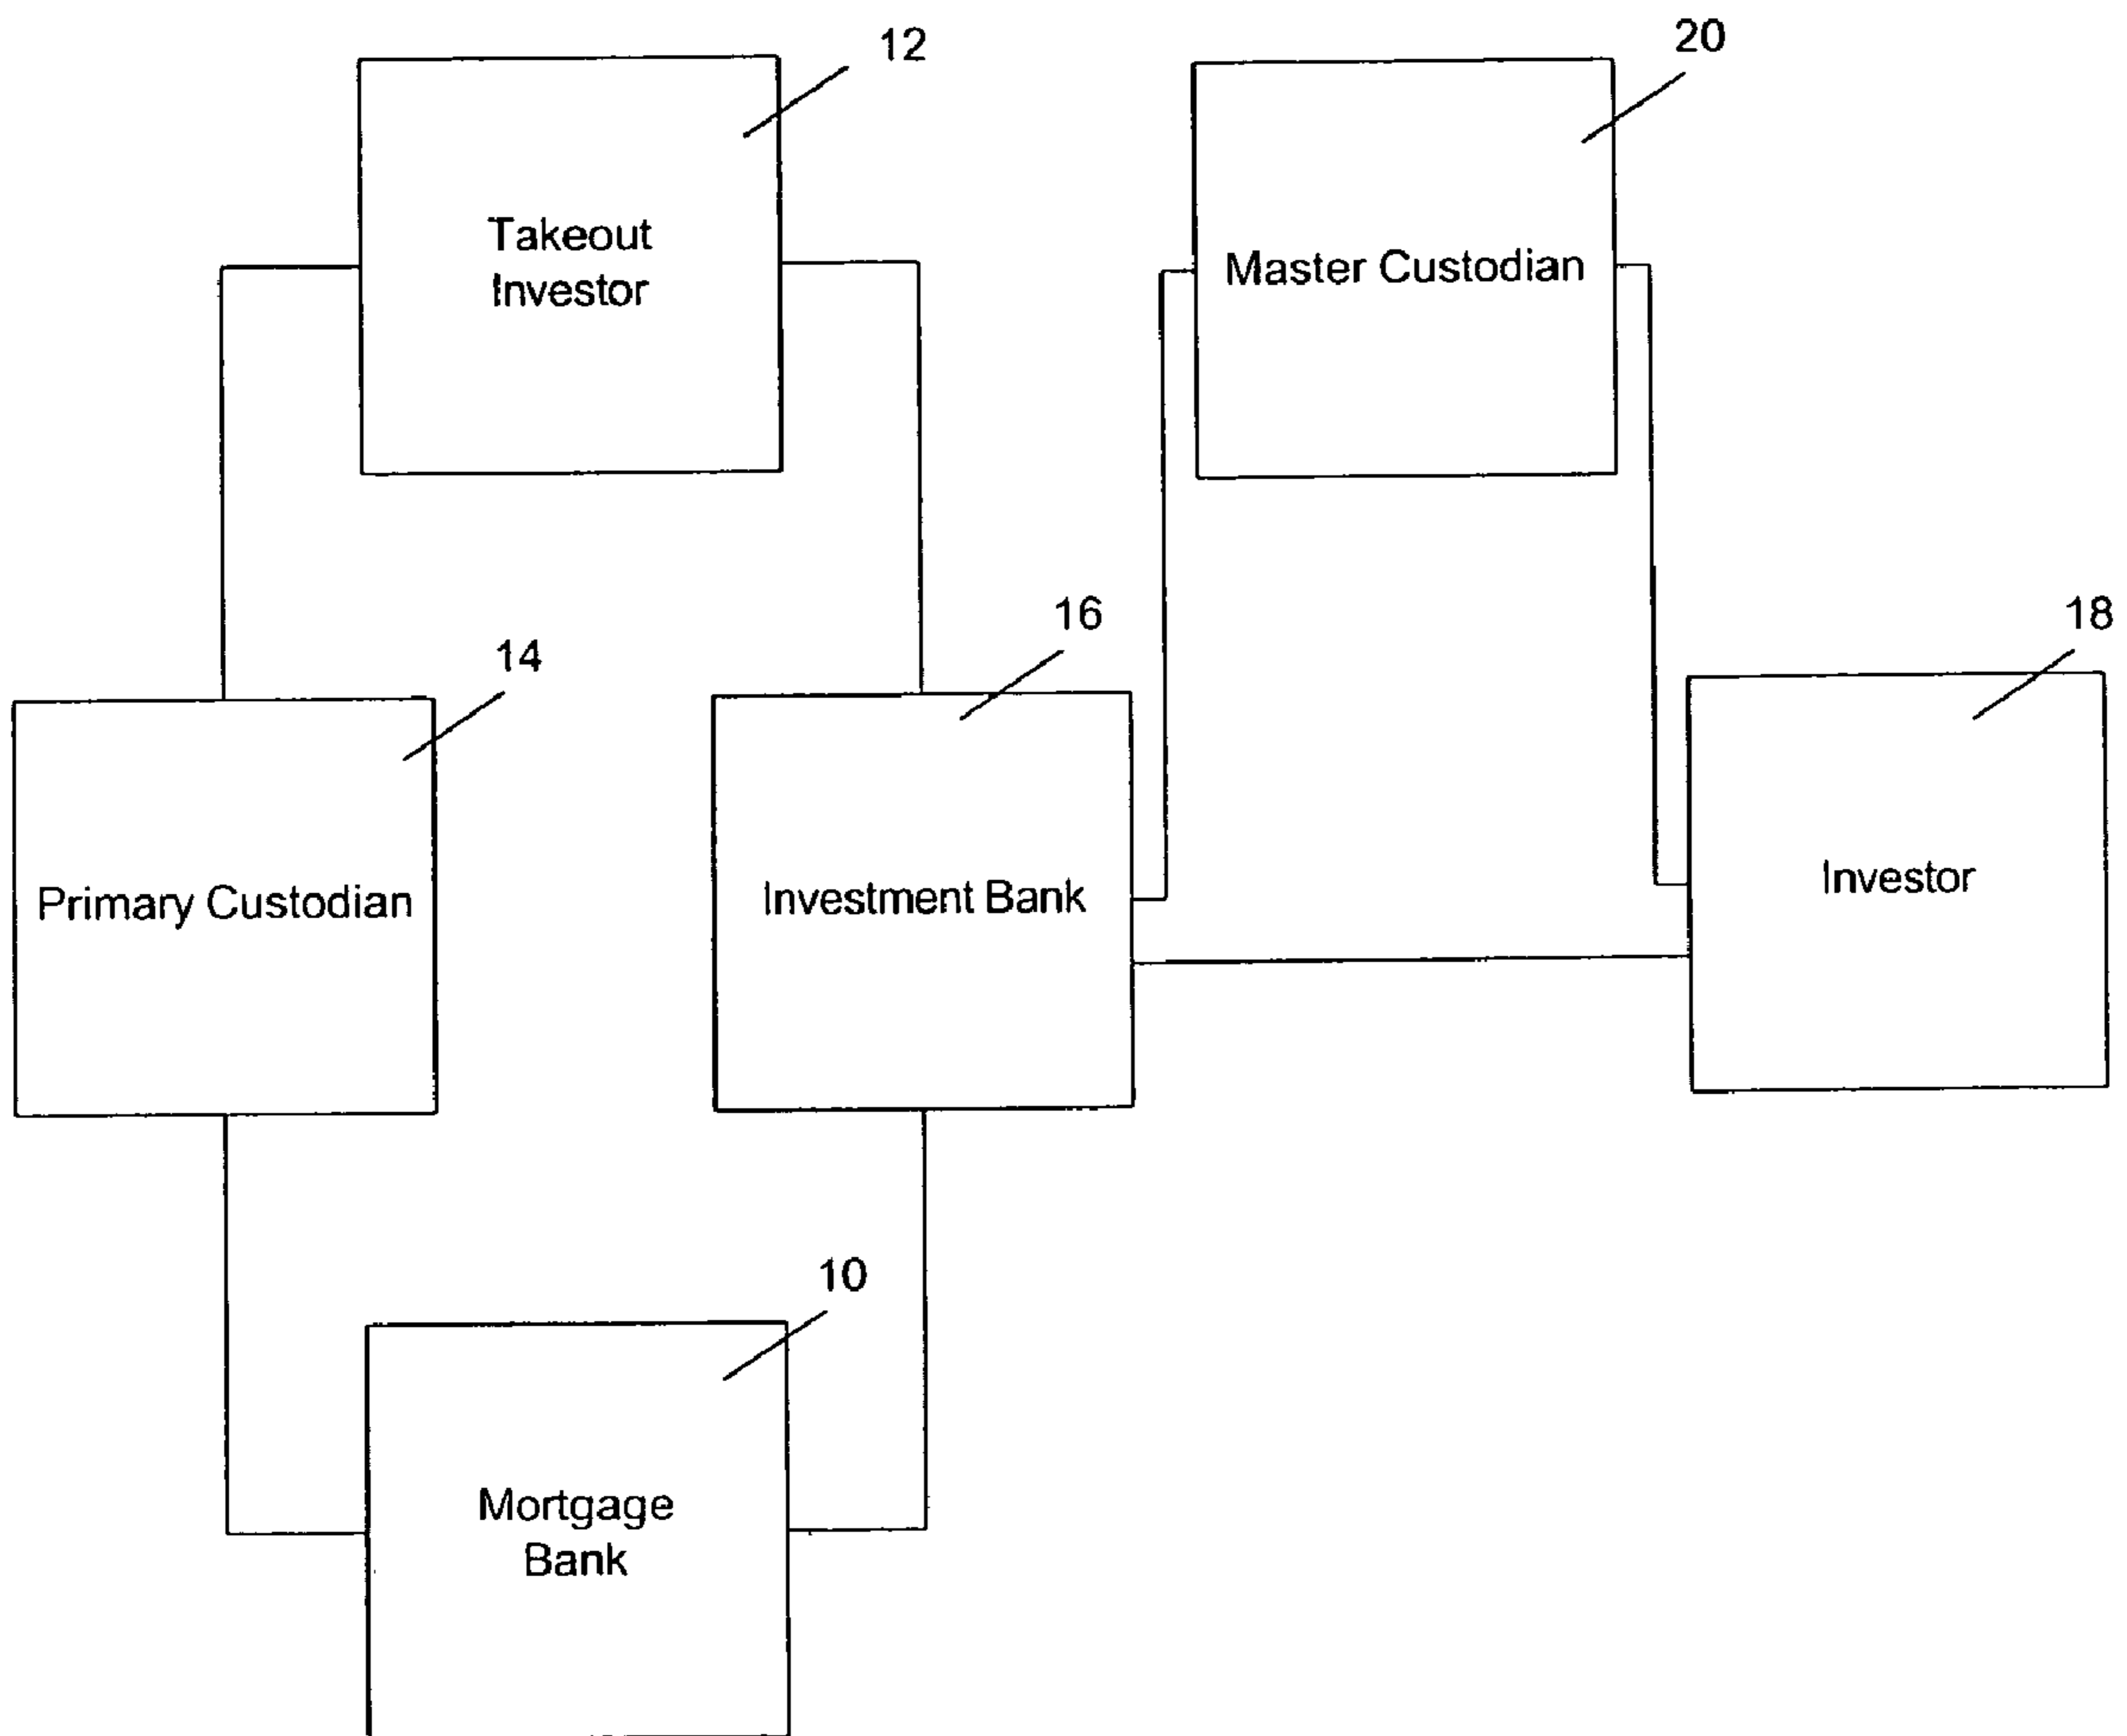 12
20
Takeout
Investor
Master Custodian
14
16
18
Primary Custodian
Investment Bank
Investor
10
Mortgage
Bank